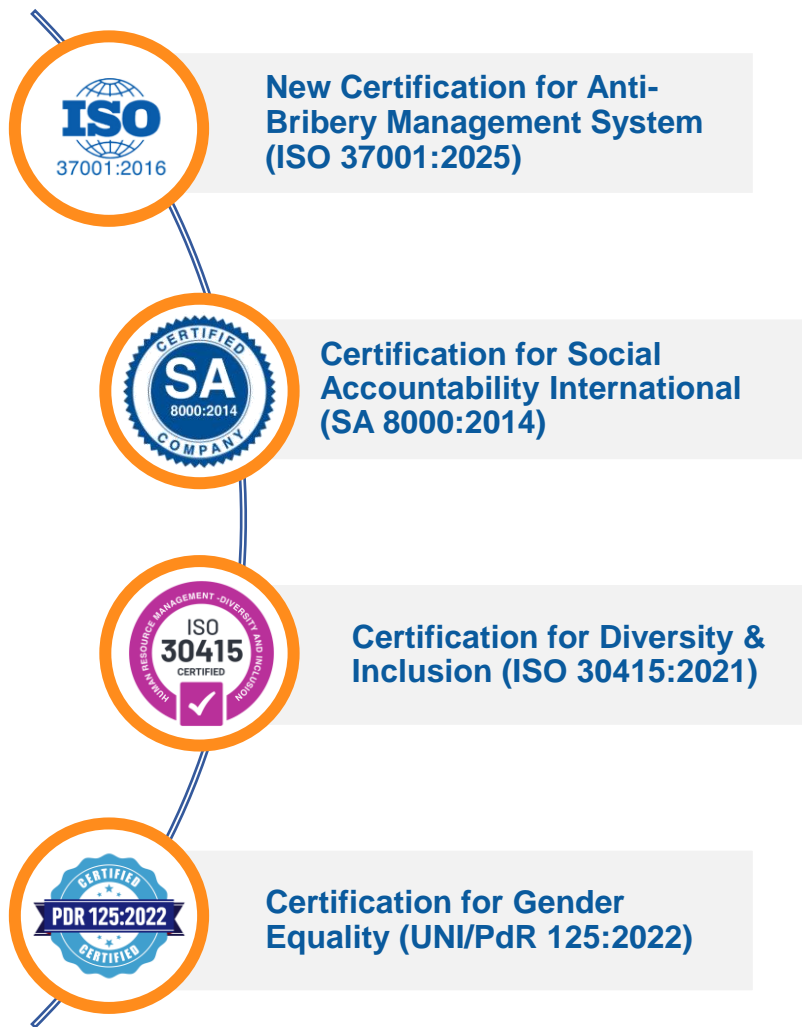 ISO
37001:2016
New Certification for Anti-
Bribery Management System
(ISO 37001:2025)
CERTIFIED
SA
8000:2014
COMPANY
Certification for Social
Accountability International
(SA 8000:2014)
HUMAN RESOURCE MANAGEMENT -DIVERSITY AND INCLUSION
ISO
30415
CERTIFIED
Certification for Diversity &
Inclusion (ISO 30415:2021)
CERTIFIED
PDR 125:2022
CERTIFIED
Certification for Gender
Equality (UNI/PdR 125:2022)